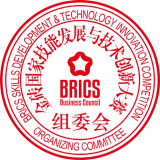 BRICS SKILLS DEVELOPMENT & TECHNOLOGY INNOVATION COMPETITION
金砖国家技能发展与技术创新大赛
BRICS
Business Council
组委会
ORGANIZING COMMITTEE